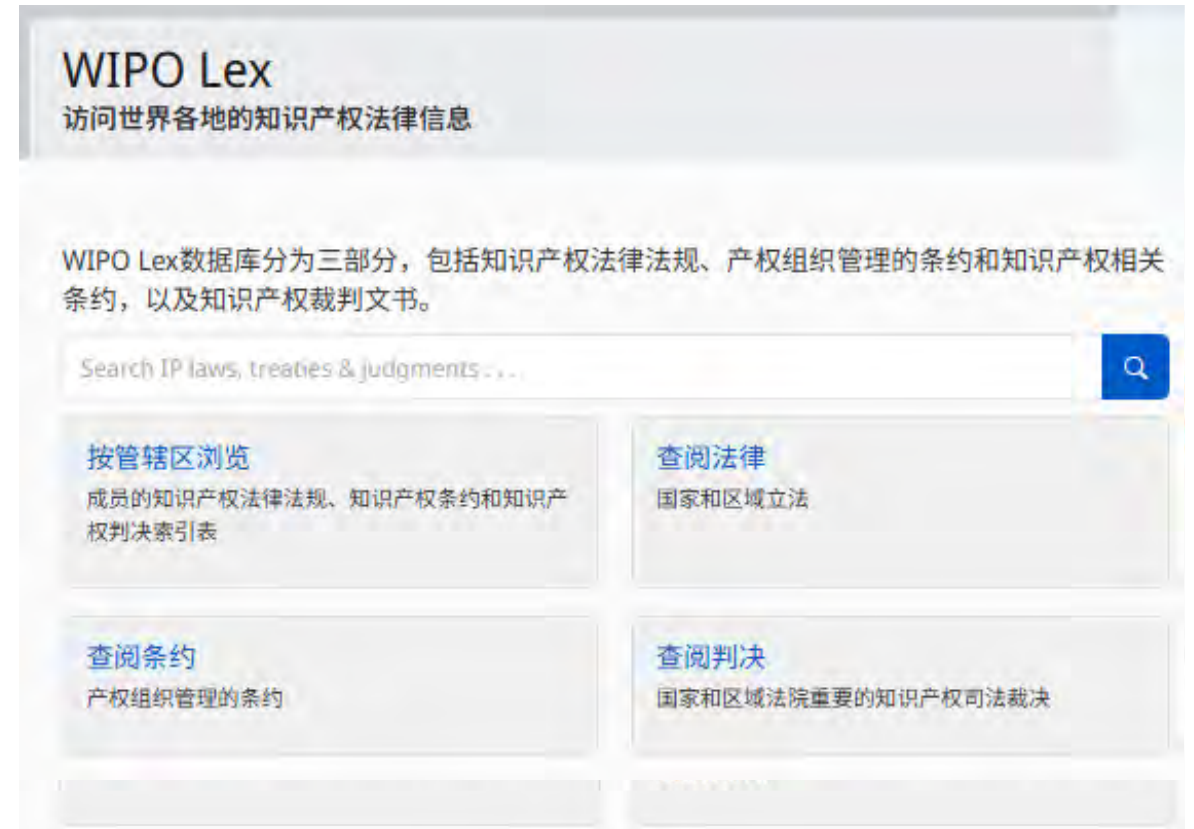 WIPO Lex
访问世界各地的知识产权法律信息
WIPO Lex数据库分为三部分，包括知识产权法律法规、产权组织管理的条约和知识产权相关
条约，以及知识产权裁判文书。
Search IP laws, treaties & judgments . . .
按管辖区浏览
成员的知识产权法律法规、知识产权条约和知识产
权判决索引表
查阅法律
国家和区域立法
查阅条约
产权组织管理的条约
查阅判决
国家和区域法院重要的知识产权司法裁决